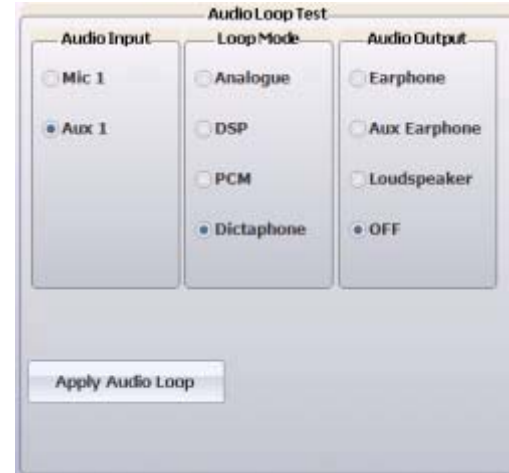 Audio Loop Test
Audio Input
Mic 1
Aux 1
Loop Mode
Analogue
DSP
PCM
Dictaphone
Audio Output
Earphone
Aux Earphone
Loudspeaker
OFF
Apply Audio Loop